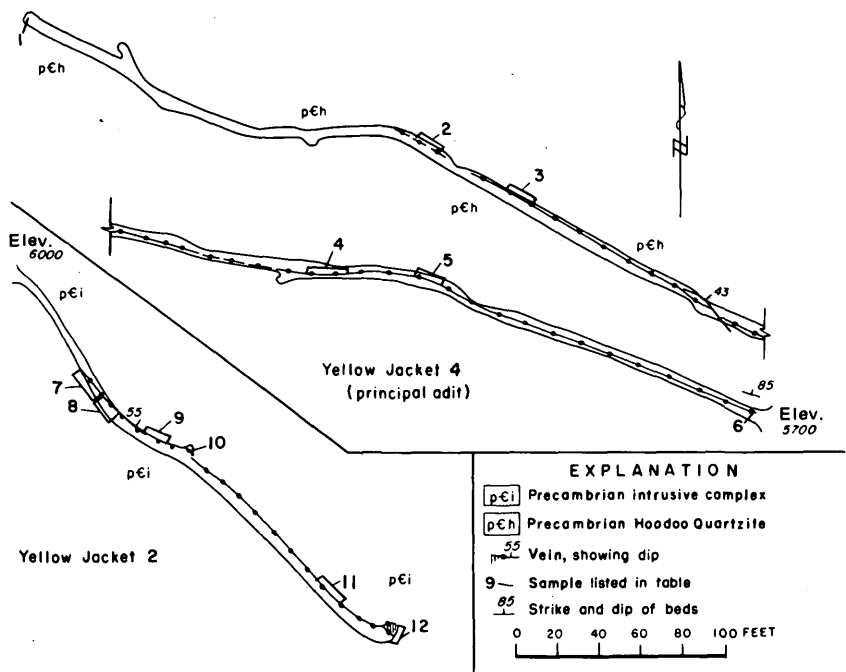 1
p€h
p€h
2
3
p€h
p€h
43
N
Elev.
6000
4
5
85
6
Elev.
5700
Yellow Jacket 4
(principal adit)
p€i
7
8
55
9
10
p€i
11
p€i
12
Yellow Jacket 2
EXPLANATION
p€i Precambrian intrusive complex
p€h Precambrian Hoodoo Quartzite
55 Vein, showing dip
9 Sample listed in table
85 Strike and dip of beds
0 20 40 60 80 100 FEET